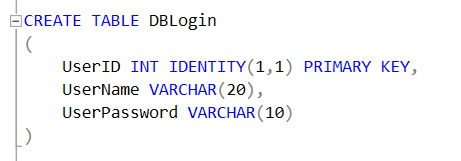 CREATE TABLE DBLogin
(
    UserID INT IDENTITY(1,1) PRIMARY KEY,
    UserName VARCHAR(20),
    UserPassword VARCHAR(10)
)